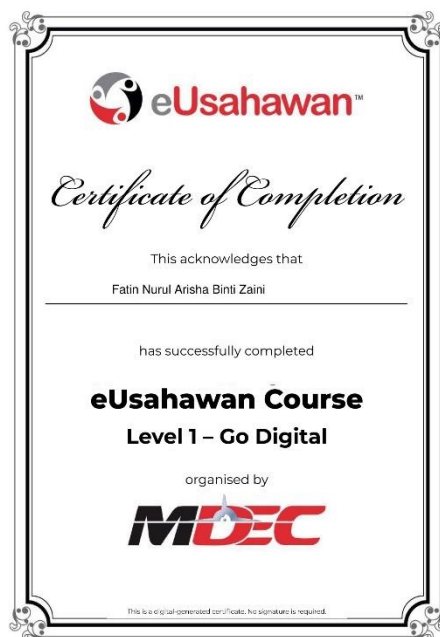 eUsahawan™
Certificate of Completion
This acknowledges that
Fatin Nurul Arisha Binti Zaini
has successfully completed
eUsahawan Course
Level 1 – Go Digital
organised by
MDEC
This is a digital-generated certificate. No signature is required.